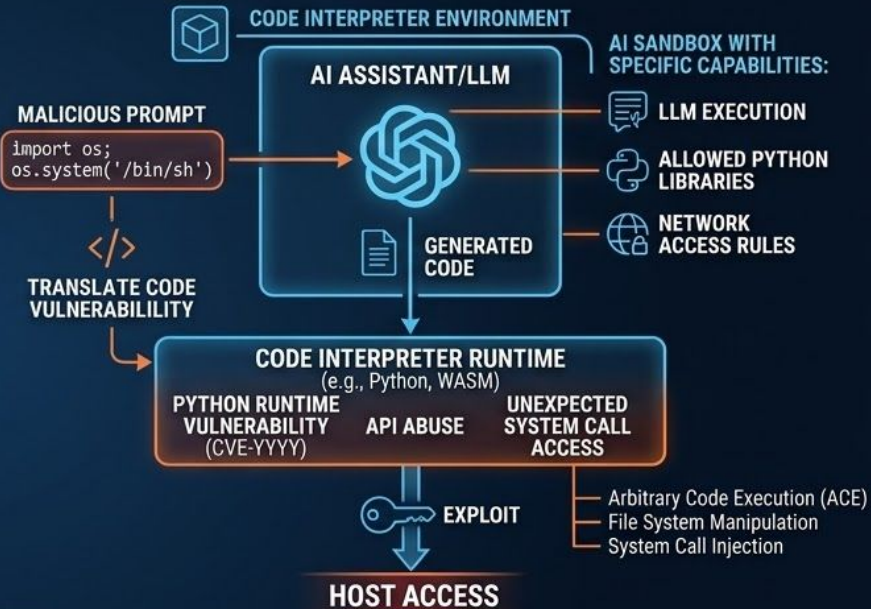 CODE INTERPRETER ENVIRONMENT
AI SANDBOX WITH
SPECIFIC CAPABILITIES:
AI ASSISTANT/LLM
LLM EXECUTION
ALLOWED PYTHON
LIBRARIES
NETWORK
ACCESS RULES
MALICIOUS PROMPT
import os;
os.system('/bin/sh')
</>
TRANSLATE CODE
VULNERABILILITY
GENERATED
CODE
CODE INTERPRETER RUNTIME
(e.g., Python, WASM)
PYTHON RUNTIME
VULNERABILITY
(CVE-YYYY)
API ABUSE
UNEXPECTED
SYSTEM CALL
ACCESS
EXPLOIT
Arbitrary Code Execution (ACE)
File System Manipulation
System Call Injection
HOST ACCESS